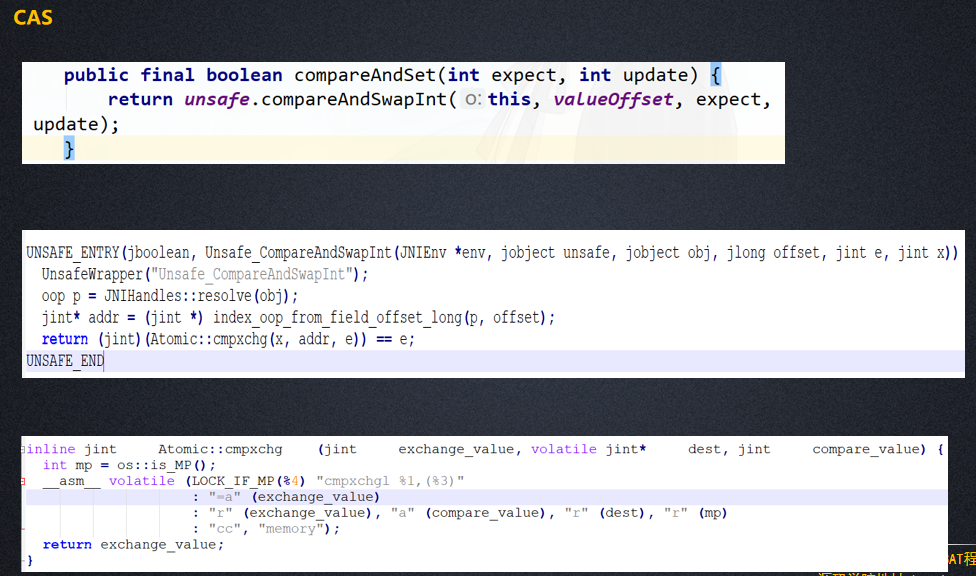 CAS
public final boolean compareAndSet(int expect, int update) {
return unsafe.compareAndSwapInt( o: this, valueOffset, expect,
update);
}
UNSAFE_ENTRY(jboolean, Unsafe_CompareAndSwapInt(JNIEnv *env, jobject unsafe, jobject obj, jlong offset, jint e, jint x))
UnsafeWrapper("Unsafe_CompareAndSwapInt");
oop p = JNIHandles::resolve(obj);
jint* addr = (jint *) index_oop_from_field_offset_long(p, offset);
return (jint)(Atomic::cmpxchg(x, addr, e)) == e;
UNSAFE_END
inline jint Atomic::cmpxchg (jint exchange_value, volatile jint* dest, jint compare_value) {
int mp = os::is_MP();
__asm__ volatile (LOCK_IF_MP(%4) "cmpxchgl %1,(%3)"
: "=a" (exchange_value)
: "r" (exchange_value), "a" (compare_value), "r" (dest), "r" (mp)
: "cc", "memory");
return exchange_value;
}
AT程